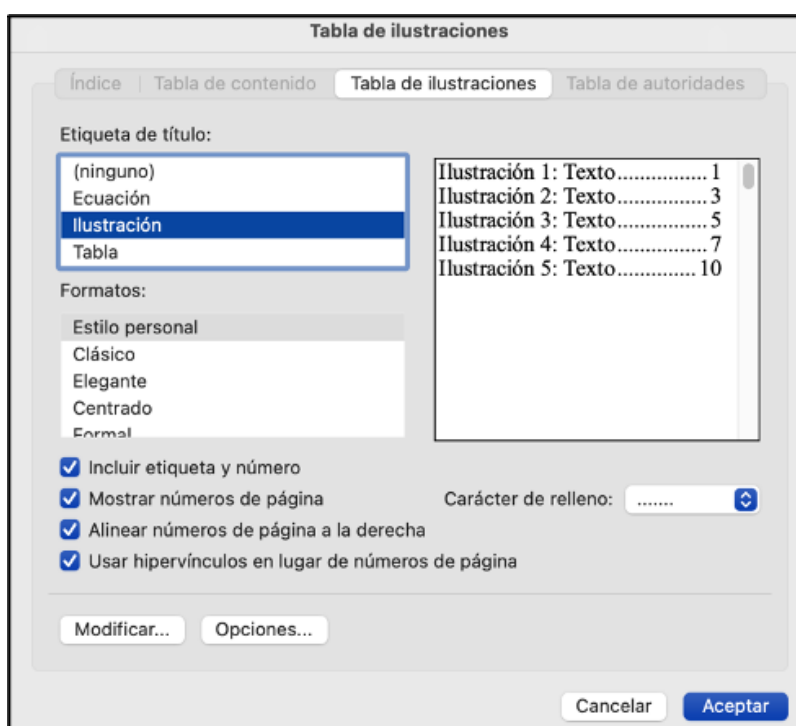 Tabla de ilustraciones
Índice Tabla de contenido Tabla de ilustraciones Tabla de autoridades
Etiqueta de título:
(ninguno)
Ecuación
Ilustración
Tabla
Ilustración 1: Texto................ 1
Ilustración 2: Texto................ 3
Ilustración 3: Texto................ 5
Ilustración 4: Texto................ 7
Ilustración 5: Texto.............. 10
Formatos:
Estilo personal
Clásico
Elegante
Centrado
Formal
Incluir etiqueta y número
Mostrar números de página Carácter de relleno: .......
Alinear números de página a la derecha
Usar hipervínculos en lugar de números de página
Modificar... Opciones...
Cancelar Aceptar